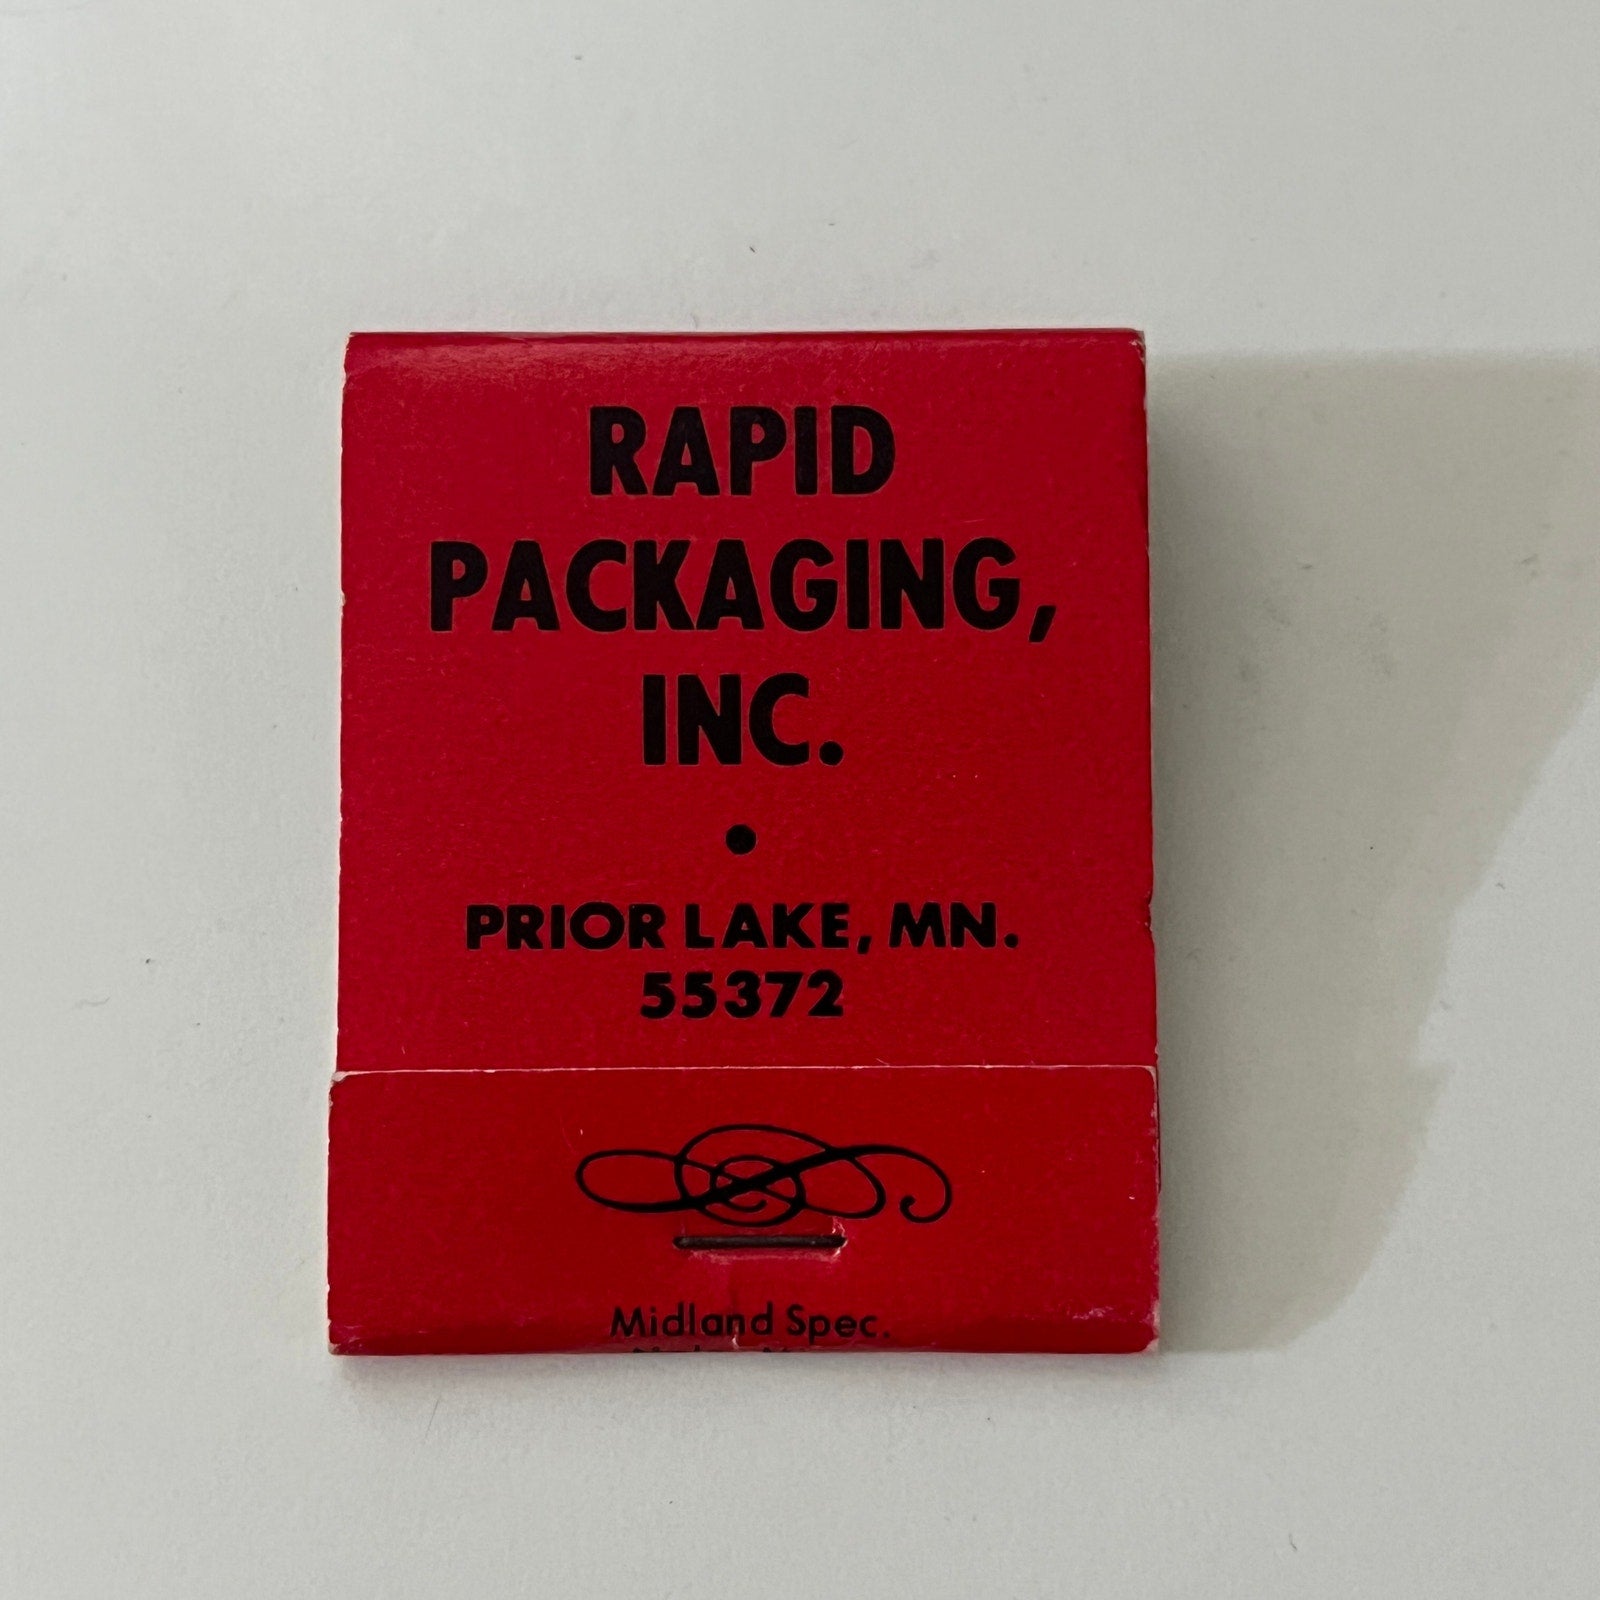 RAPID
PACKAGING,
INC.
•
PRIOR LAKE, MN.
55372
Midland Spec.